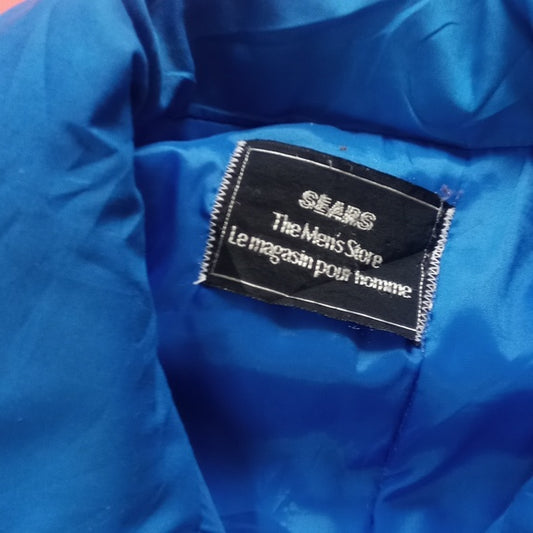 SEARS
The Men's Store
Le magasin pour homme